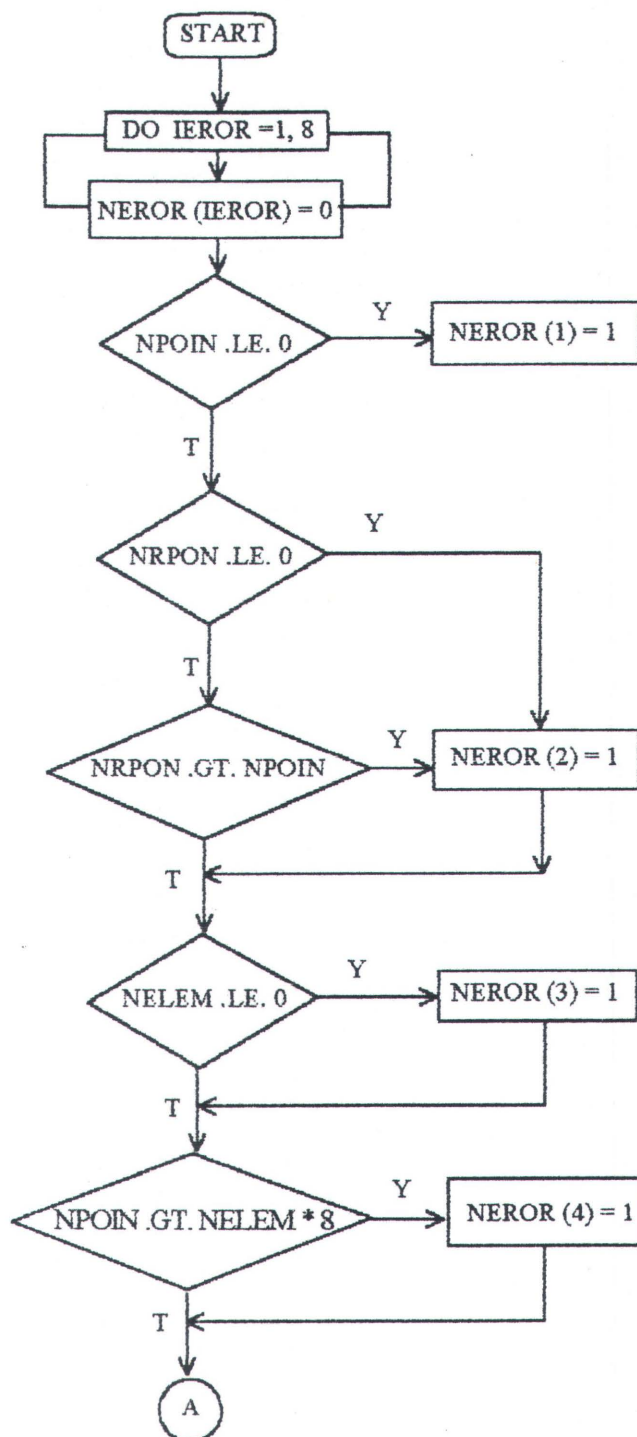 START
DO IEROR =1, 8
NEROR (IEROR) = 0
NPOIN .LE. 0
Y
NEROR (1) = 1
T
NRPON .LE. 0
Y
T
NRPON .GT. NPOIN
Y
NEROR (2) = 1
T
NELEM .LE. 0
Y
NEROR (3) = 1
T
NPOIN .GT. NELEM * 8
Y
NEROR (4) = 1
T
A